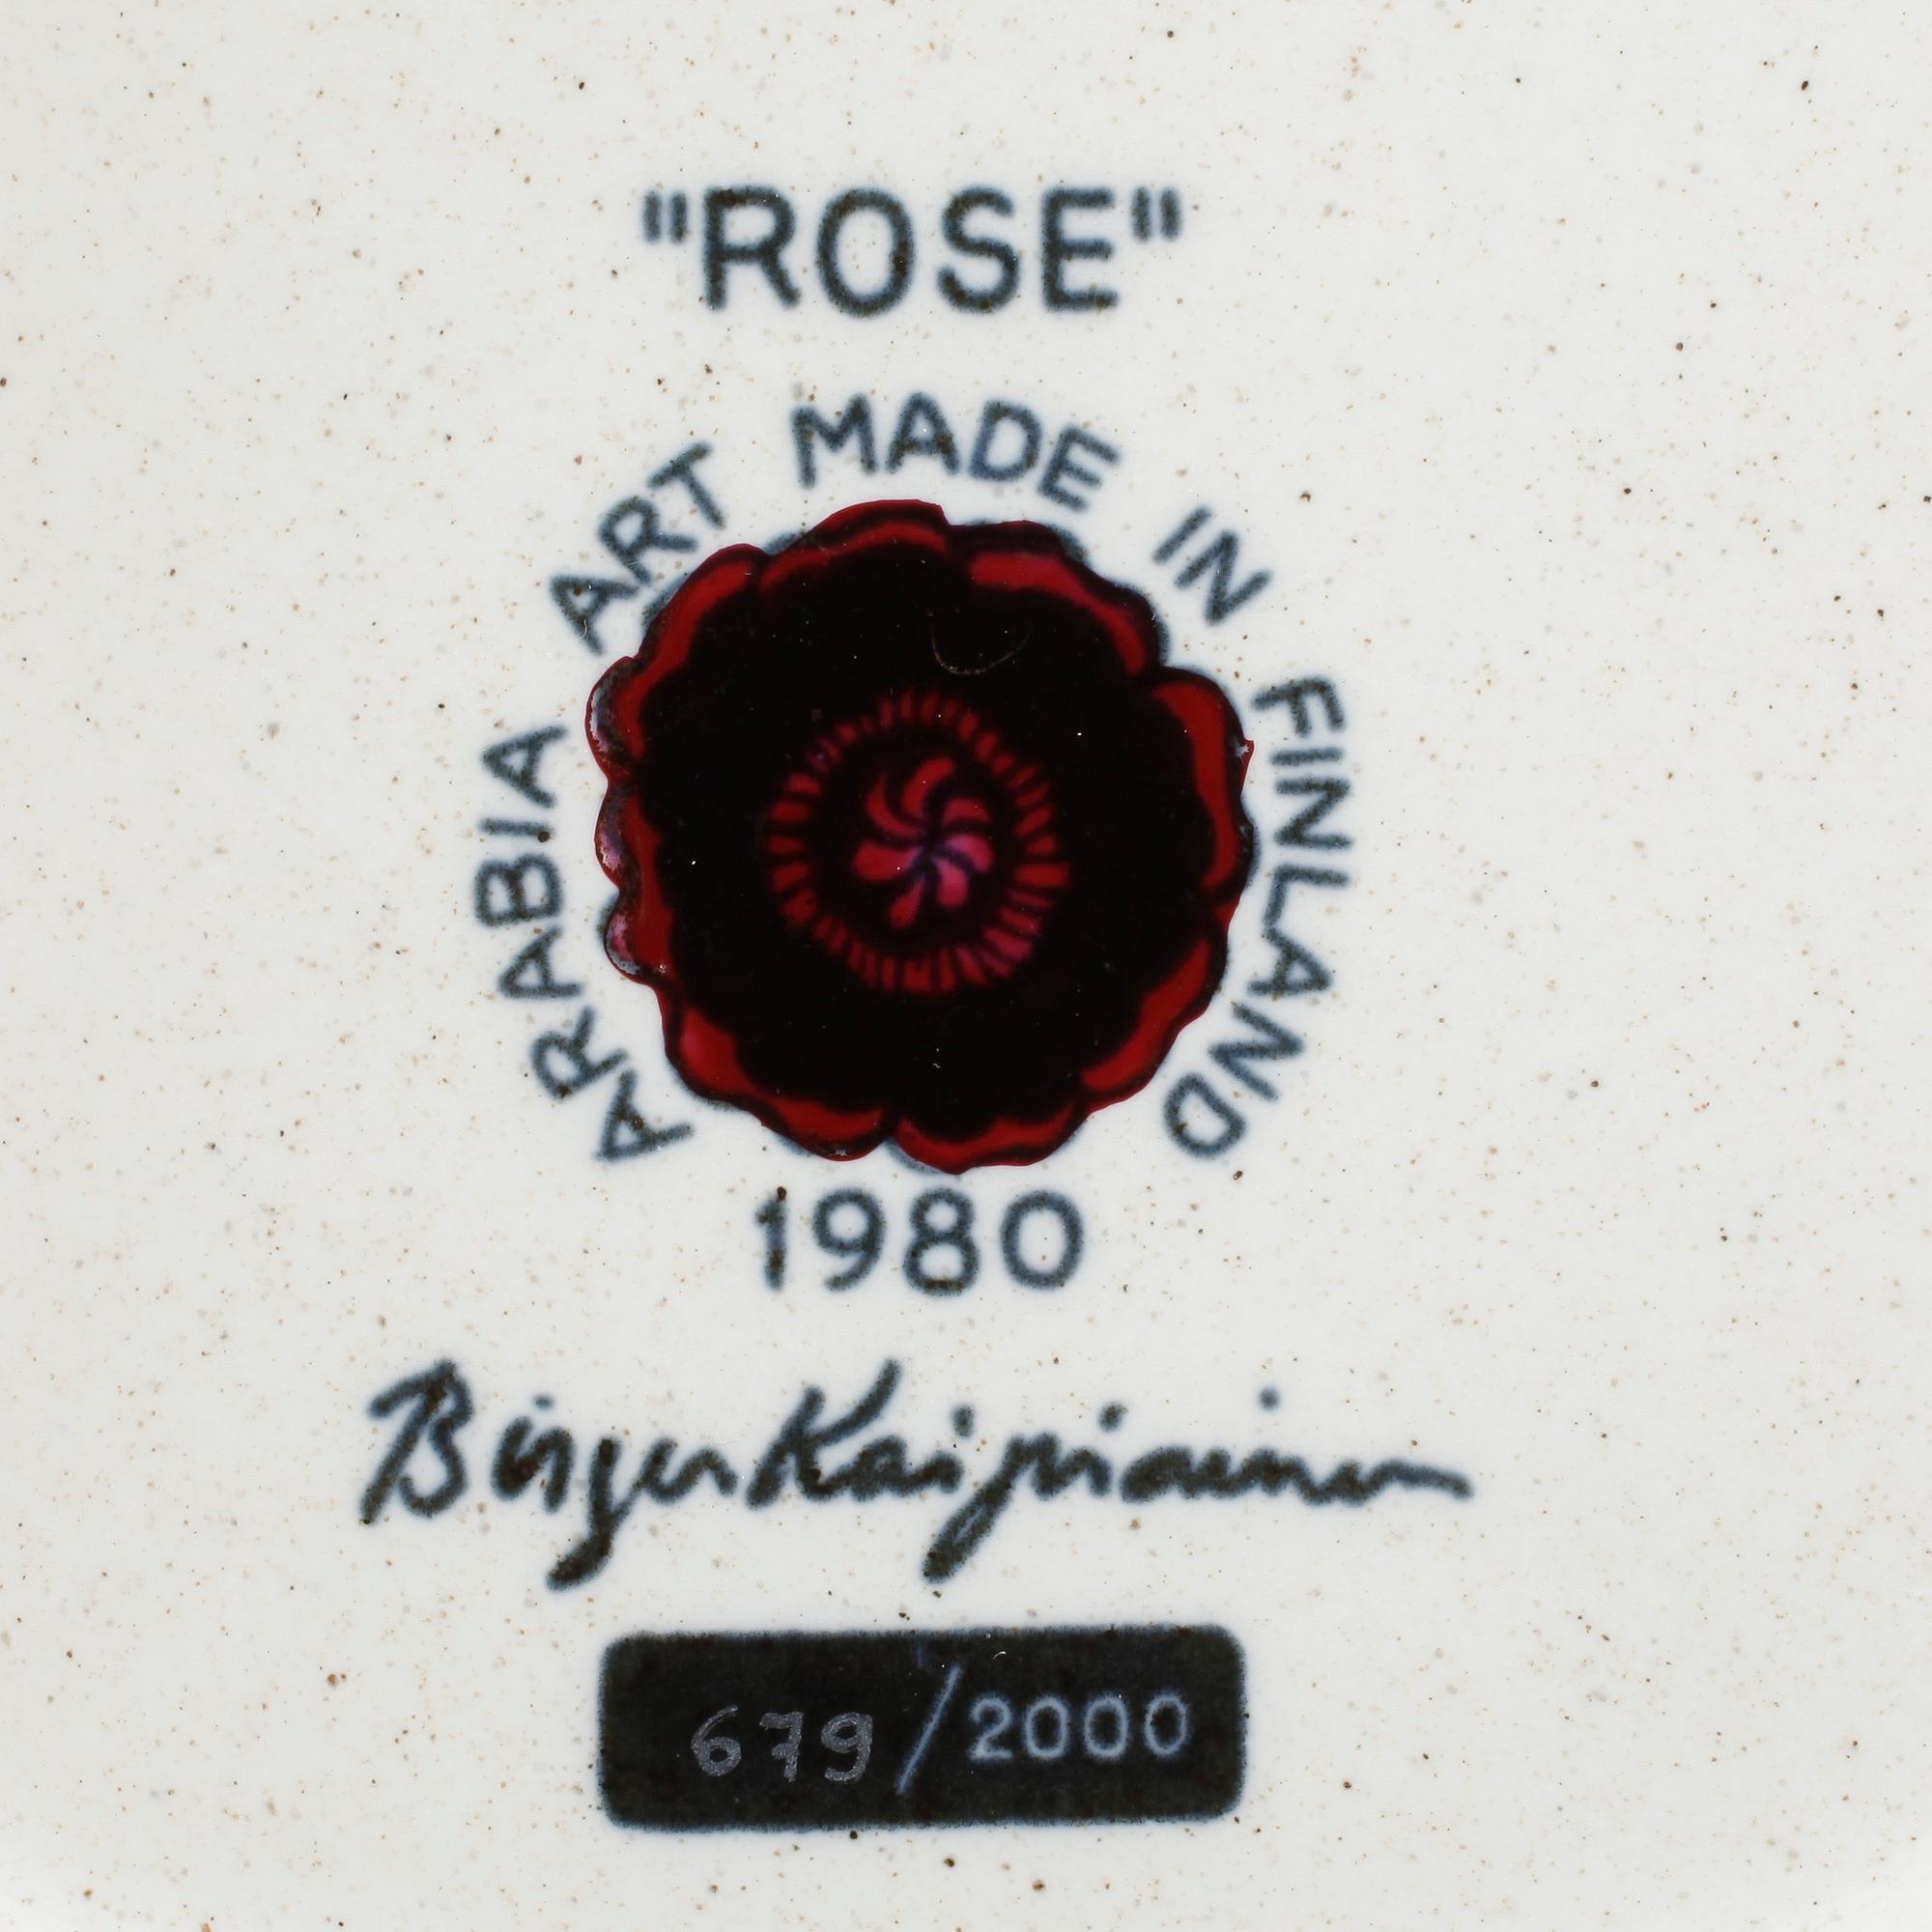 "ROSE"
ARABIA ART MADE IN FINLAND
1980
Birger Kaipiainen
679/2000